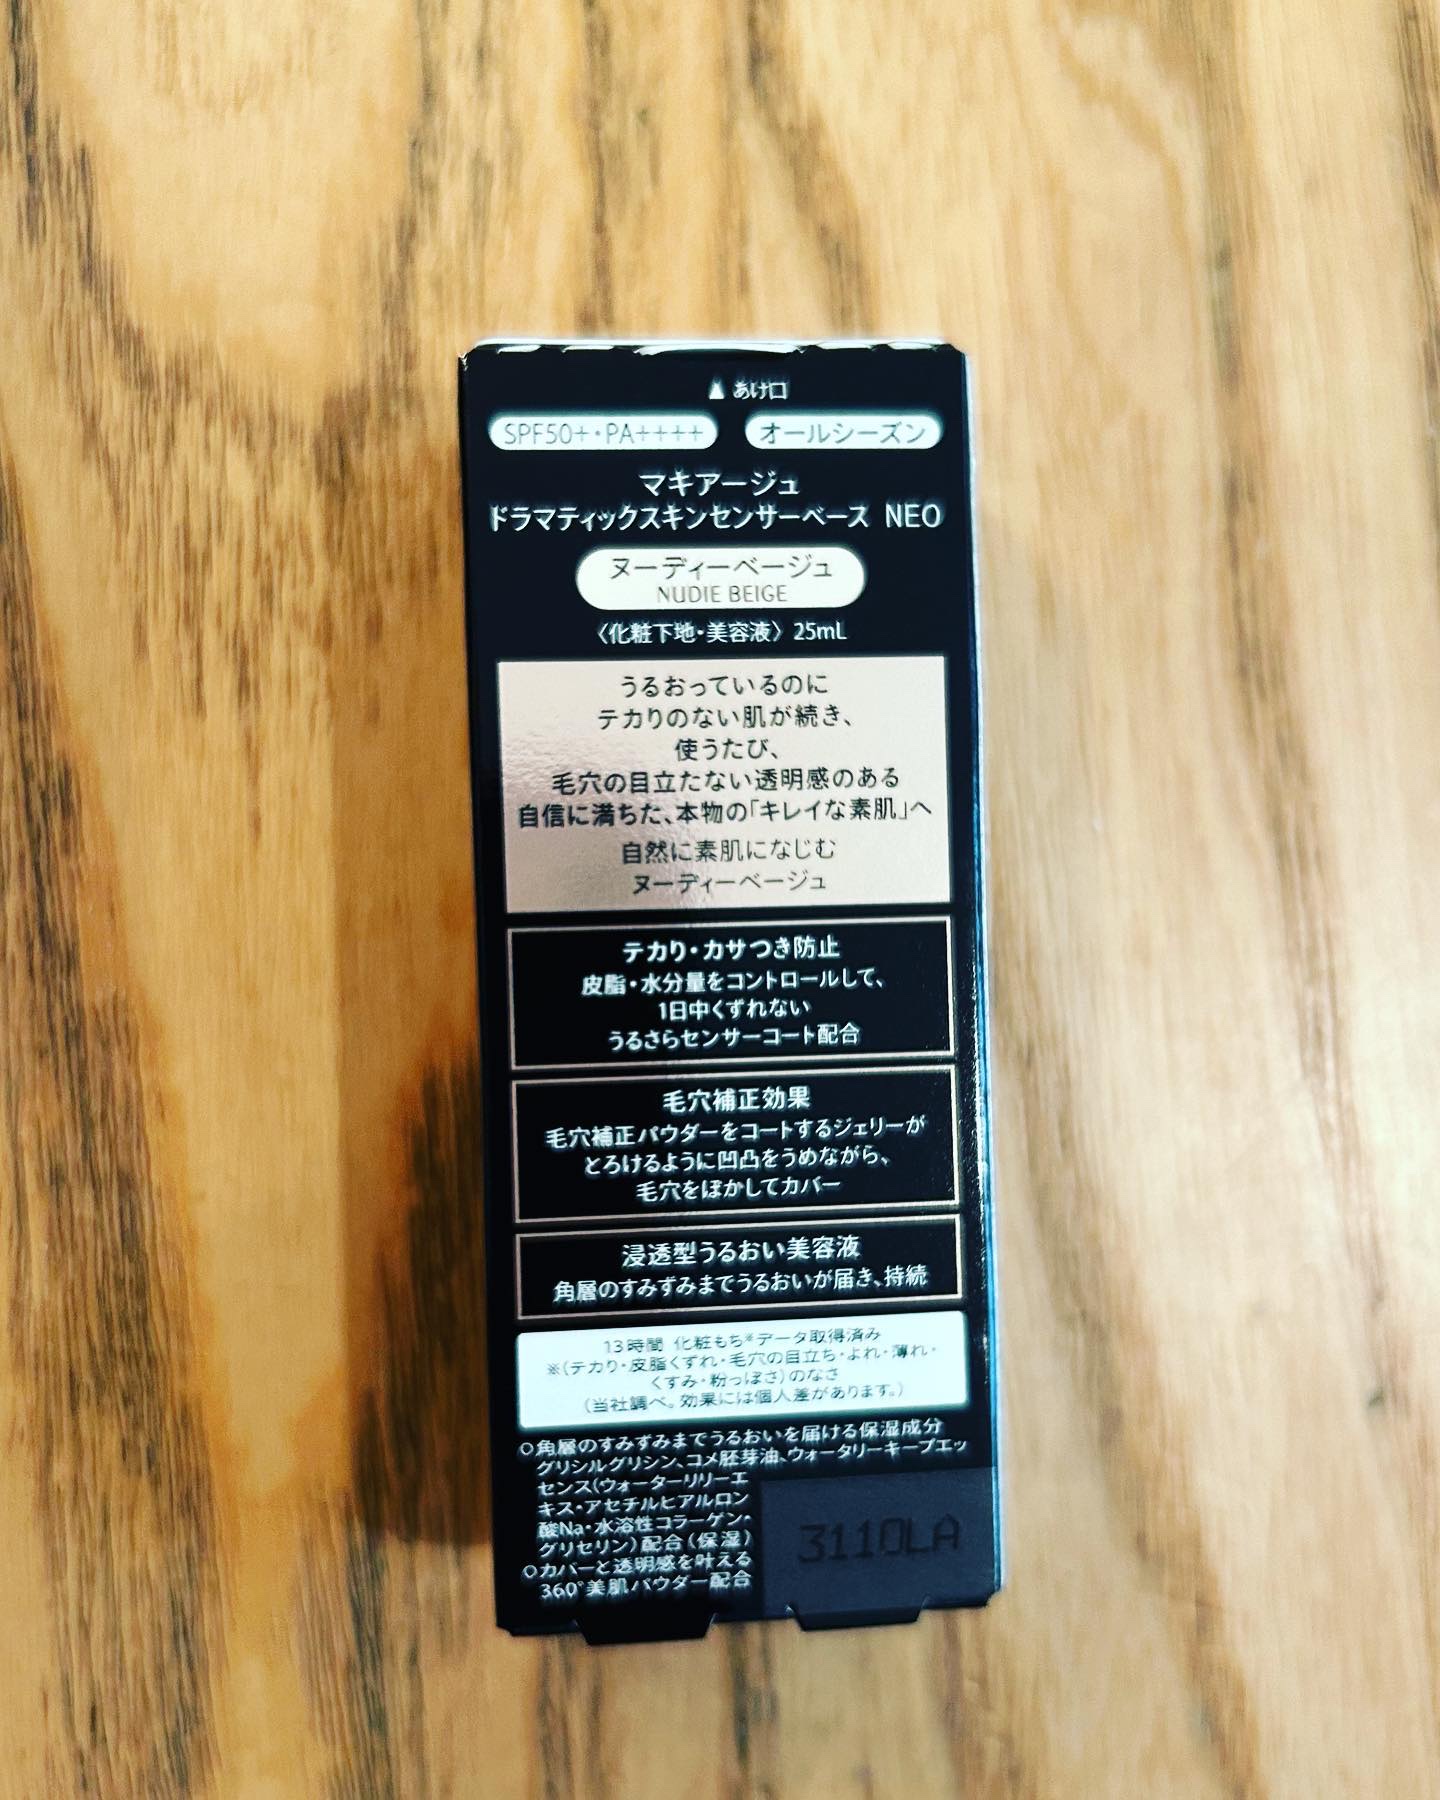 ▲ あけ口
SPF50+・PA++++ オールシーズン
マキアージュ
ドラマティックスキンセンサーベース NEO
ヌーディーベージュ
NUDIE BEIGE
〈化粧下地・美容液〉 25mL
うるおっているのに
テカりのない肌が続き、
使うたび、
毛穴の目立たない透明感のある
自信に満ちた、本物の「キレイな素肌」へ
自然に素肌になじむ
ヌーディーベージュ
テカり・カサつき防止
皮脂・水分量をコントロールして、
1日中くずれない
うるさらセンサーコート配合
毛穴補正効果
毛穴補正パウダーをコートするジェリーが
とろけるように凹凸をうめながら、
毛穴をぼかしてカバー
浸透型うるおい美容液
角層のすみずみまでうるおいが届き、持続
13時間 化粧もち※データ取得済み
※(テカり・皮脂くずれ・毛穴の目立ち・よれ・薄れ・
くすみ・粉っぽさ)のなさ
(当社調べ。効果には個人差があります。)
○角層のすみずみまでうるおいを届ける保湿成分
グリシルグリシン、コメ胚芽油、ウォータリーキープエッ
センス(ウォーターリリーエ
キス・アセチルヒアルロン
酸Na・水溶性コラーゲン・
グリセリン)配合(保湿)
○カバーと透明感を叶える
360°美肌パウダー配合
3110LA